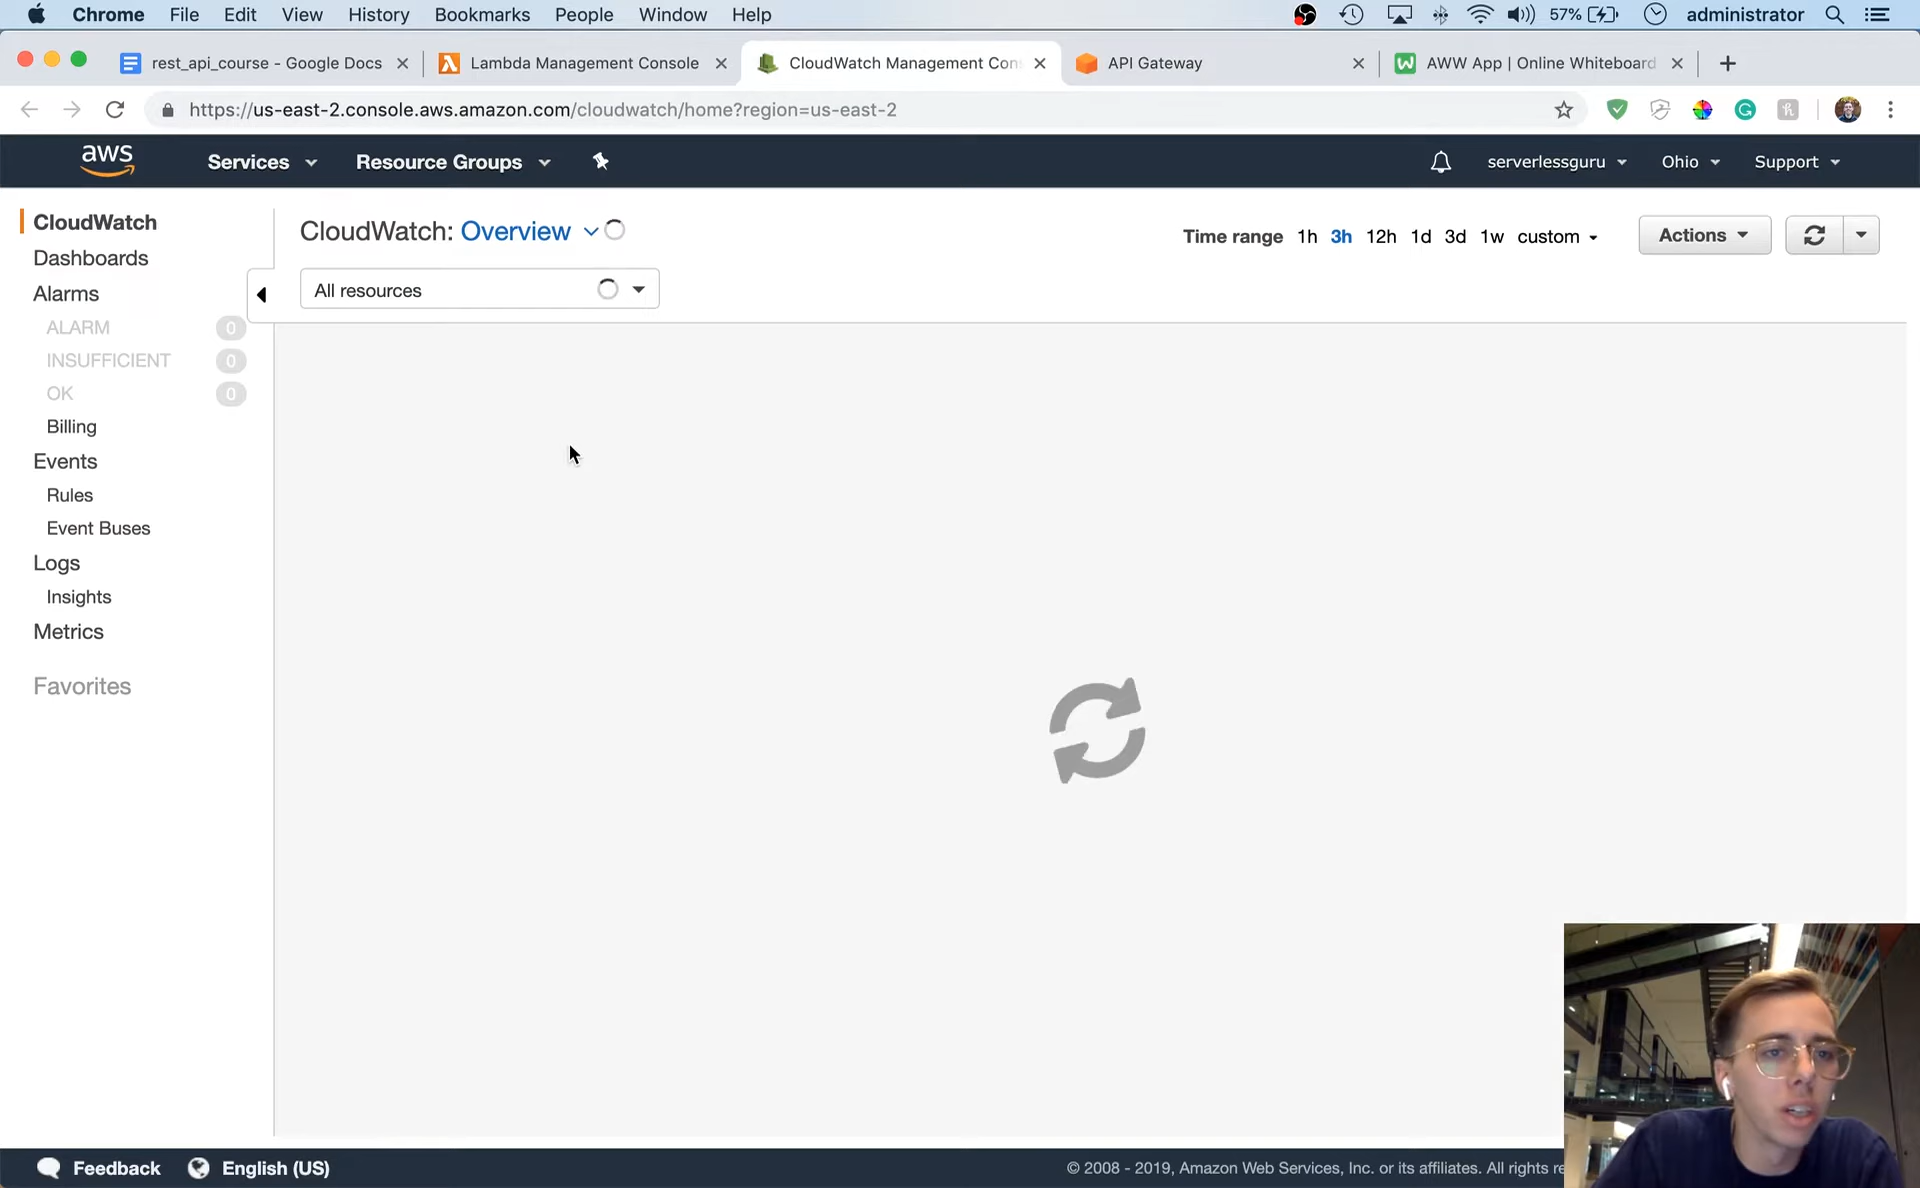 Chrome File Edit View History Bookmarks People Window Help 57% administrator
rest_api_course - Google Docs Lambda Management Console CloudWatch Management Con API Gateway AWW App | Online Whiteboard
https://us-east-2.console.aws.amazon.com/cloudwatch/home?region=us-east-2
aws Services Resource Groups serverlessguru Ohio Support
CloudWatch
Dashboards
Alarms
ALARM 0
INSUFFICIENT 0
OK 0
Billing
Events
Rules
Event Buses
Logs
Insights
Metrics
Favorites
CloudWatch: Overview
Time range 1h 3h 12h 1d 3d 1w custom Actions
All resources
Feedback English (US) © 2008 - 2019, Amazon Web Services, Inc. or its affiliates. All rights re